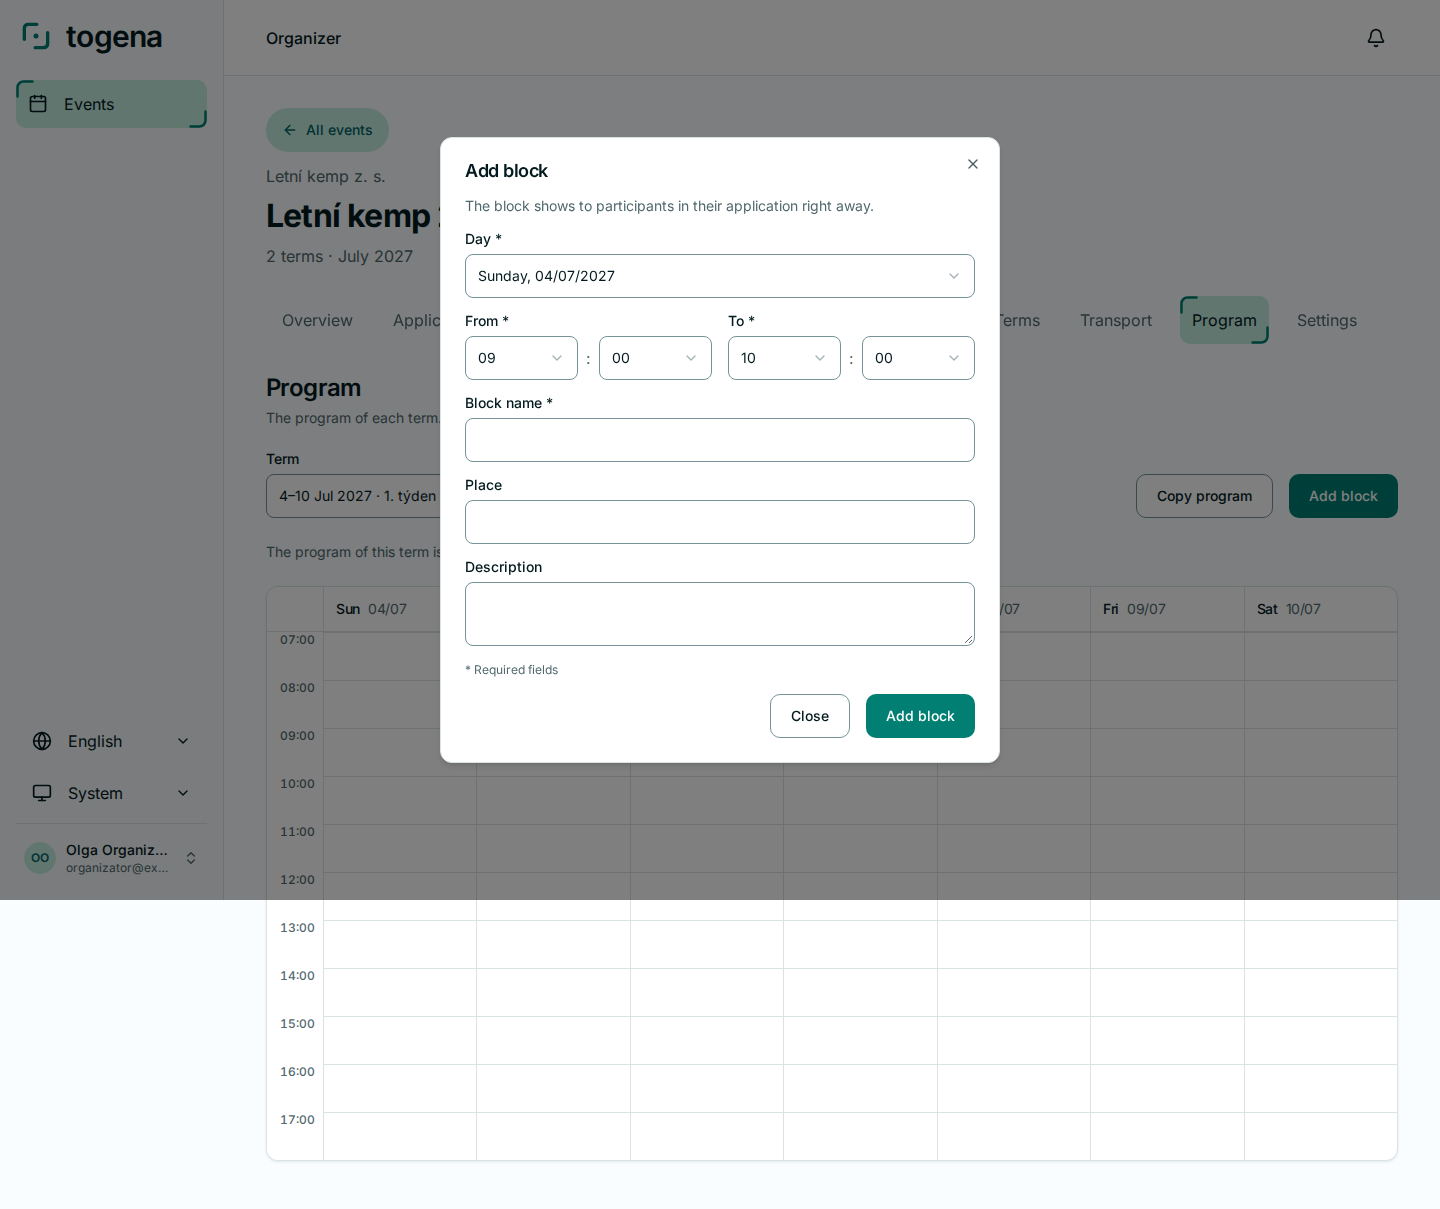 togena
Organizer
Events
All events
Letní kemp z. s.
Letní kemp
2 terms · July 2027
Overview
Transport
Program
Settings
Program
The program of each term.
Term
4–10 Jul 2027 · 1. týden
Copy program
Add block
The program of this term is
Sun 04/07
/07
Fri 09/07
Sat 10/07
07:00
08:00
09:00
10:00
11:00
12:00
13:00
14:00
15:00
16:00
17:00
Add block
The block shows to participants in their application right away.
Day *
Sunday, 04/07/2027
From *
To *
09 : 00
10 : 00
Block name *
Place
Description
* Required fields
Close
Add block
English
System
OO
Olga Organiz...
organizator@ex...